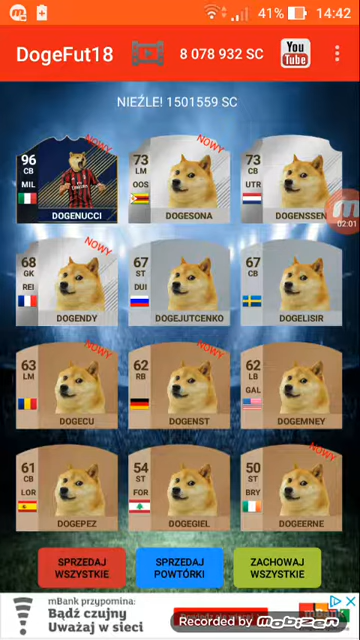 41% 14:42
DogeFut18 8 078 932 SC You Tube
NIEŹLE! 1501559 SC
NOWY NOWY
96 73 73
CB LM CB
MIL OOS UTR
DOGENUCCI DOGESONA DOGENSSEN
02:01
NOWY
68 67 67
GK ST CB
REI DUI
DOGENDY DOGEJUTCENKO DOGELISIR
NOWY NOWY
63 62 62
LM RB LB
GAL
DOGECU DOGENST DOGEMNEY
NOWY
61 54 50
CB ST ST
LOR FOR BRY
DOGEPEZ DOGEGIEL DOGEERNE
SPRZEDAJ WSZYSTKIE SPRZEDAJ POWTÓRKI ZACHOWAJ WSZYSTKIE
mBank przypomina:
Bądź czujny
Uważaj w sieci
Recorded by Mobizen